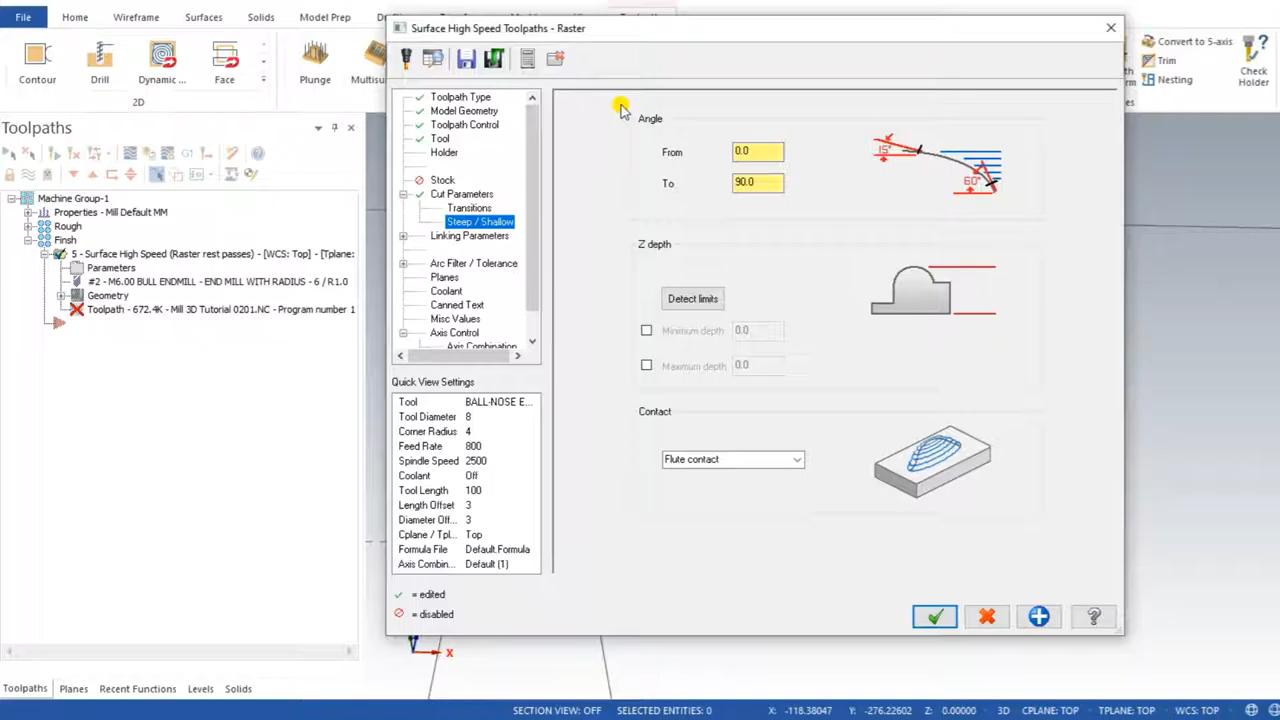 File
Home
Wireframe
Surfaces
Solids
Model Prep
Surface High Speed Toolpaths - Raster
Contour
Drill
Dynamic ...
Face
Plunge
2D
Convert to 5-axis
Trim
Nesting
Check
Holder
Toolpaths
Machine Group-1
Properties - Mill Default MM
Rough
Finsh
5 - Surface High Speed (Raster rest passes) - [WCS: Top] - [Tplane:
Parameters
#2 - M6.00 BULL ENDMILL - END MILL WITH RADIUS - 6 / R1.0
Geometry
Toolpath - 672.4K - Mill 3D Tutorial 0201.NC - Program number 1
Toolpath Type
Model Geometry
Toolpath Control
Tool
Holder
Stock
Cut Parameters
Transitions
Steep / Shallow
Linking Parameters
Arc Filter / Tolerance
Planes
Coolant
Canned Text
Misc Values
Axis Control
Axis Combination
Quick View Settings
Tool BALL-NOSE E...
Tool Diameter 8
Corner Radius 4
Feed Rate 800
Spindle Speed 2500
Coolant Off
Tool Length 100
Length Offset 3
Diameter Off... 3
Cplane / Tpl... Top
Formula File Default.Formula
Axis Combin... Default (1)
= edited
= disabled
Angle
From 0.0
To 90.0
15°
60°
Z depth
Detect limits
Minimum depth 0.0
Maximum depth 0.0
Contact
Flute contact
X
Toolpaths
Planes
Recent Functions
Levels
Solids
SECTION VIEW: OFF SELECTED ENTITIES: 0 X: -118.38047 Y: -276.22602 Z: 0.00000 3D CPLANE: TOP TPLANE: TOP WCS: TOP